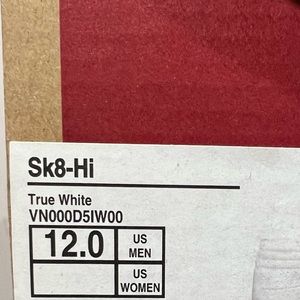 Sk8-Hi
True White
VN000D5IW00
12.0 US MEN
US WOMEN